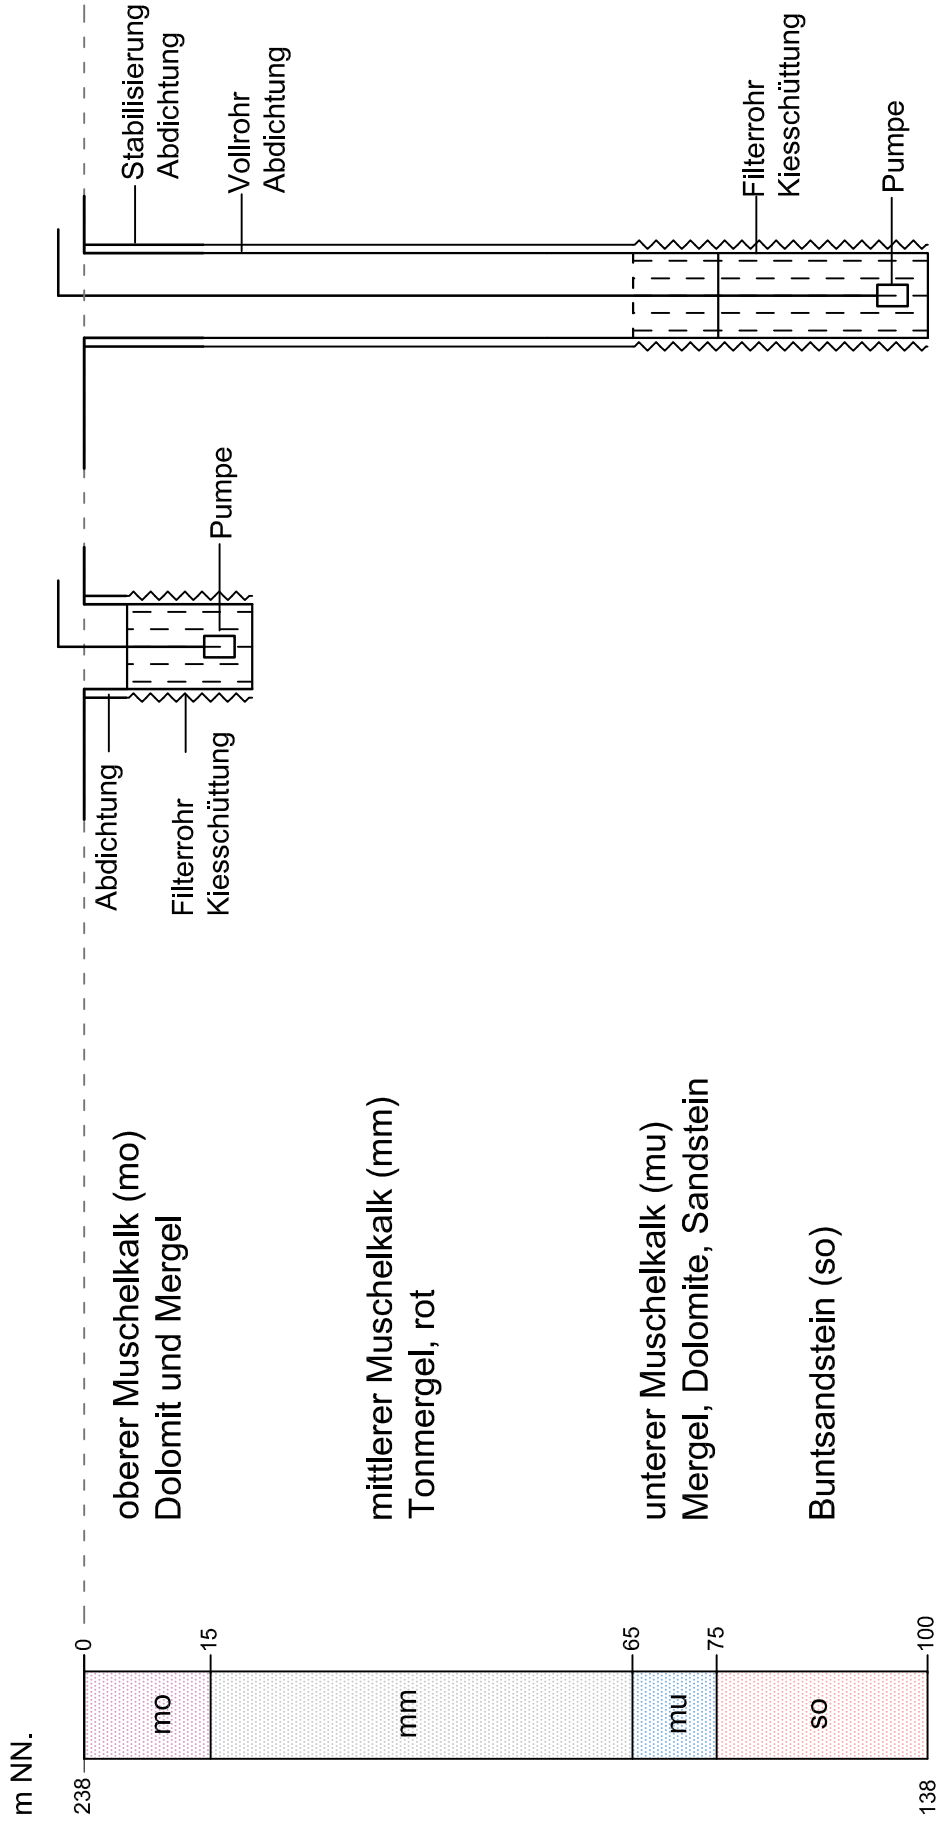 m NN.
238
138
0
15
65
75
100
mo
mm
mu
so
oberer Muschelkalk (mo)
Dolomit und Mergel
mittlerer Muschelkalk (mm)
Tonmergel, rot
unterer Muschelkalk (mu)
Mergel, Dolomite, Sandstein
Buntsandstein (so)
Abdichtung
Filterrohr
Kiesschüttung
Pumpe
Stabilisierung
Abdichtung
Vollrohr
Abdichtung
Filterrohr
Kiesschüttung
Pumpe